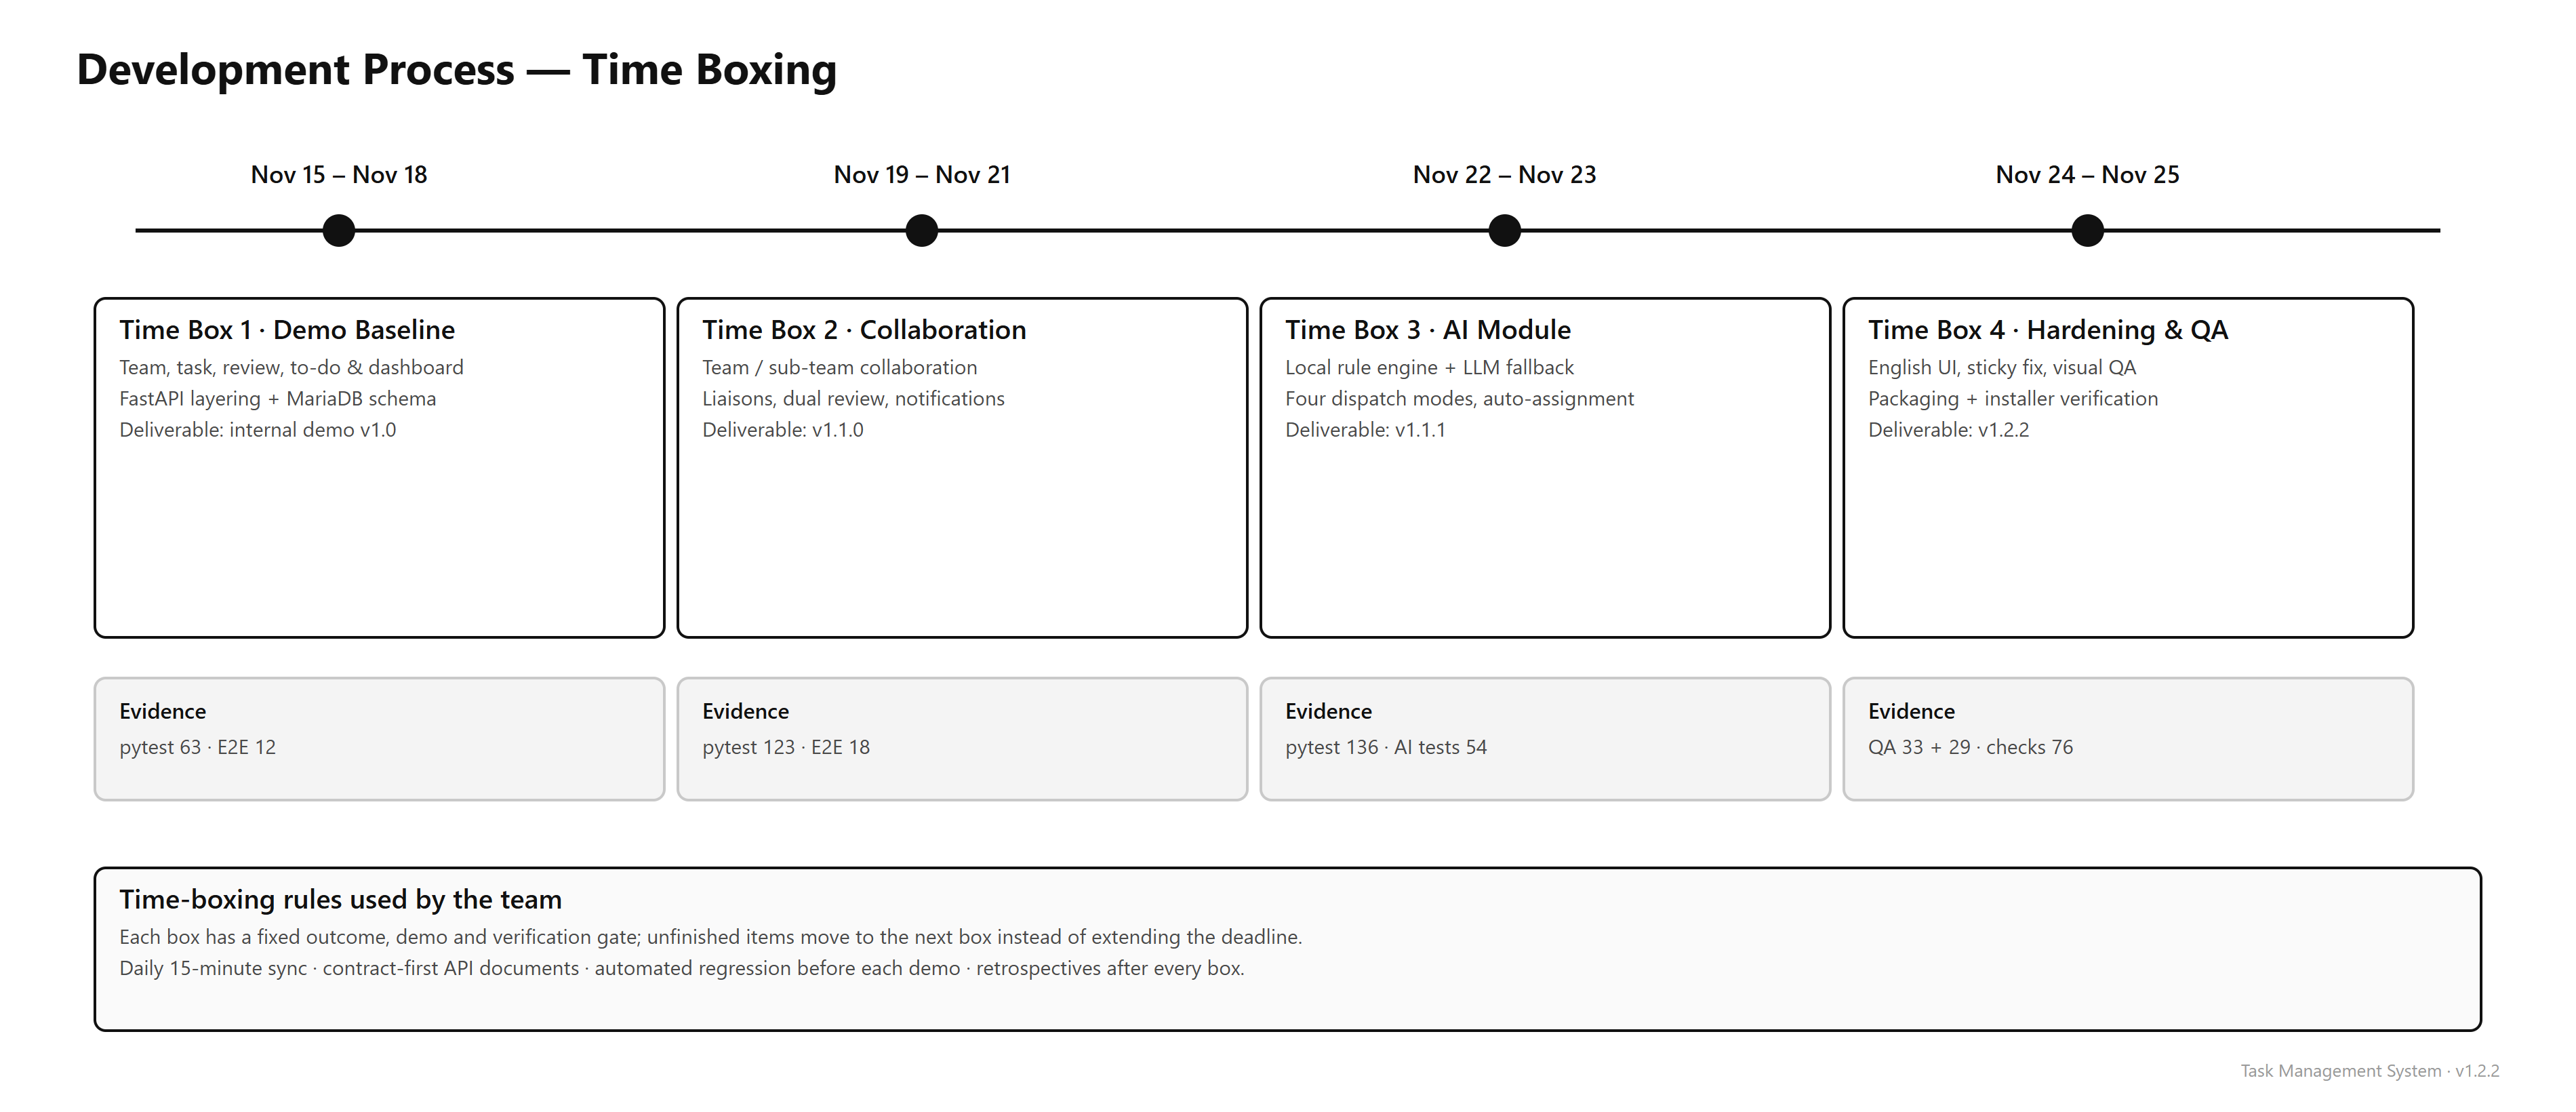 Development Process — Time Boxing
Nov 15 – Nov 18
Nov 19 – Nov 21
Nov 22 – Nov 23
Nov 24 – Nov 25
Time Box 1 · Demo Baseline
Team, task, review, to-do & dashboard
FastAPI layering + MariaDB schema
Deliverable: internal demo v1.0
Time Box 2 · Collaboration
Team / sub-team collaboration
Liaisons, dual review, notifications
Deliverable: v1.1.0
Time Box 3 · AI Module
Local rule engine + LLM fallback
Four dispatch modes, auto-assignment
Deliverable: v1.1.1
Time Box 4 · Hardening & QA
English UI, sticky fix, visual QA
Packaging + installer verification
Deliverable: v1.2.2
Evidence
pytest 63 · E2E 12
Evidence
pytest 123 · E2E 18
Evidence
pytest 136 · AI tests 54
Evidence
QA 33 + 29 · checks 76
Time-boxing rules used by the team
Each box has a fixed outcome, demo and verification gate; unfinished items move to the next box instead of extending the deadline.
Daily 15-minute sync · contract-first API documents · automated regression before each demo · retrospectives after every box.
Task Management System · v1.2.2